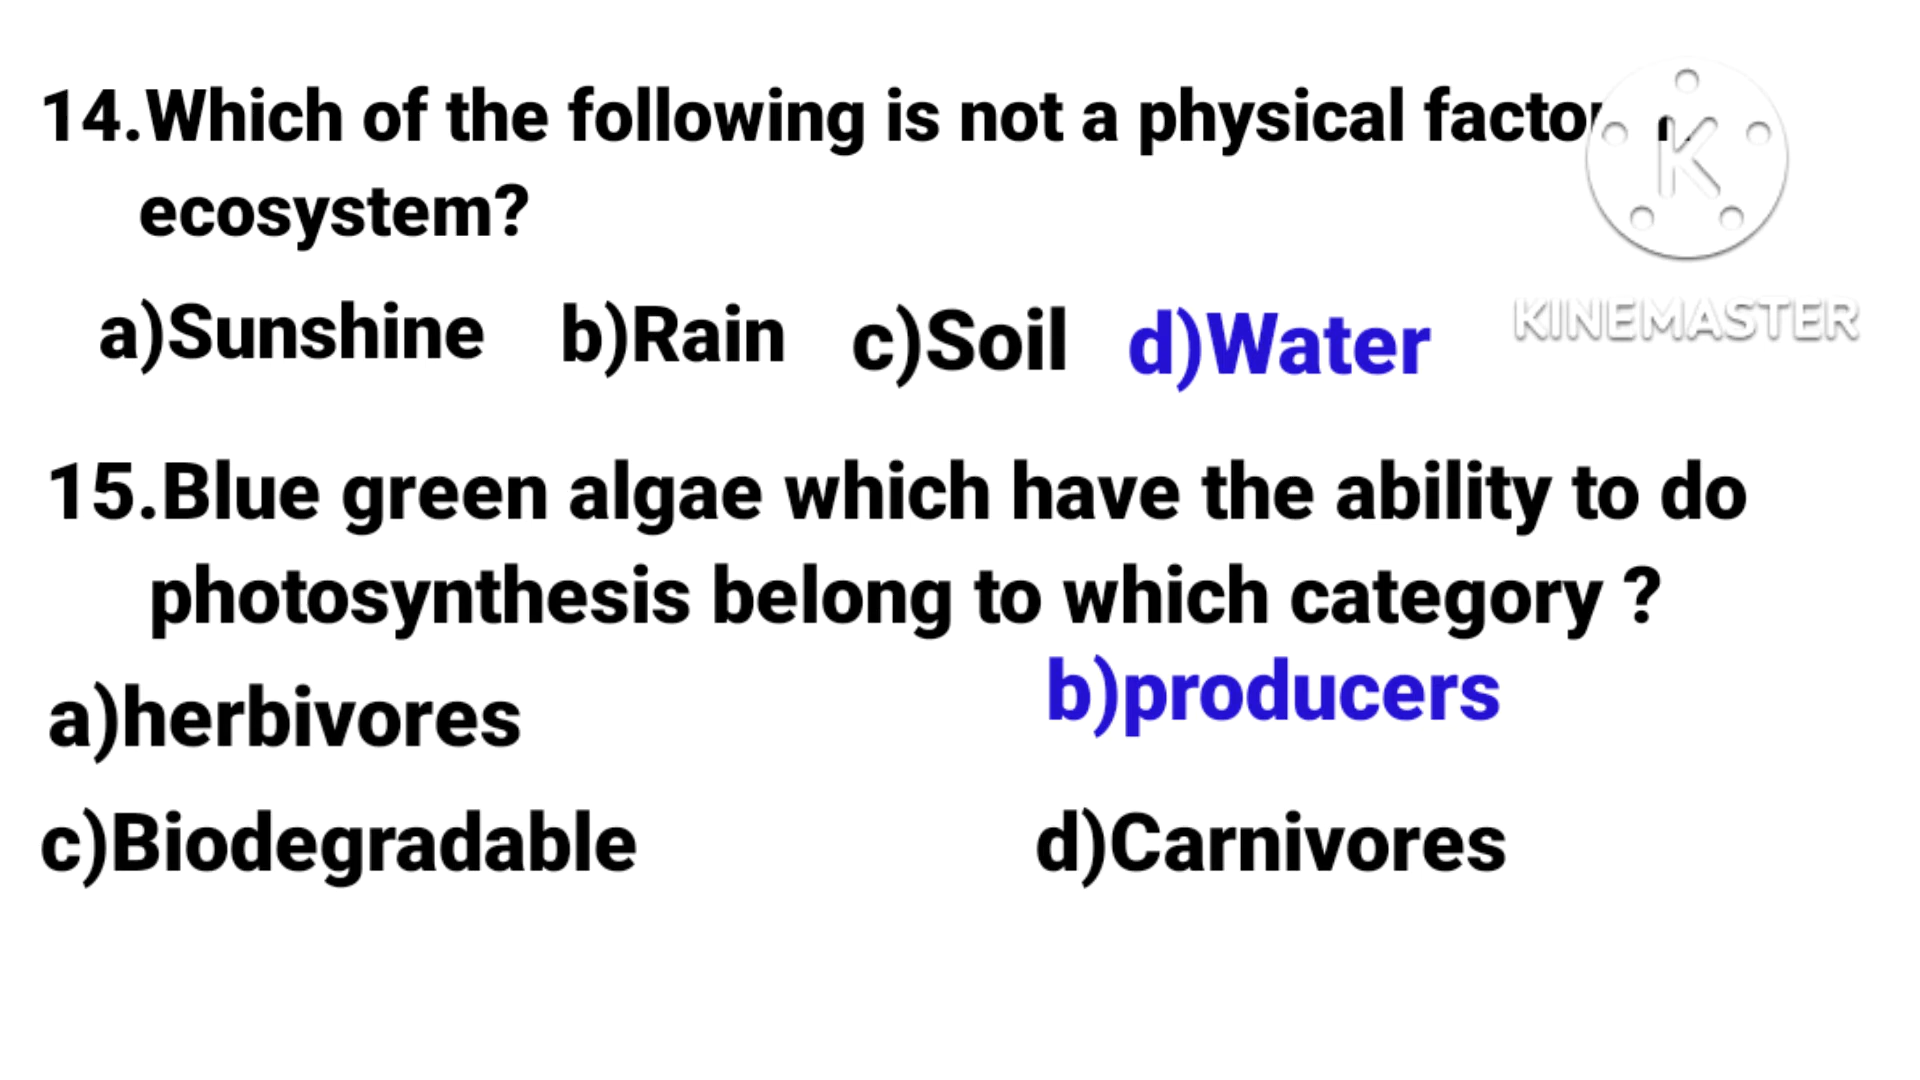 14.Which of the following is not a physical factor
ecosystem?
a)Sunshine b)Rain c)Soil d)Water
KINEMASTER
15.Blue green algae which have the ability to do
photosynthesis belong to which category ?
a)herbivores b)producers
c)Biodegradable d)Carnivores